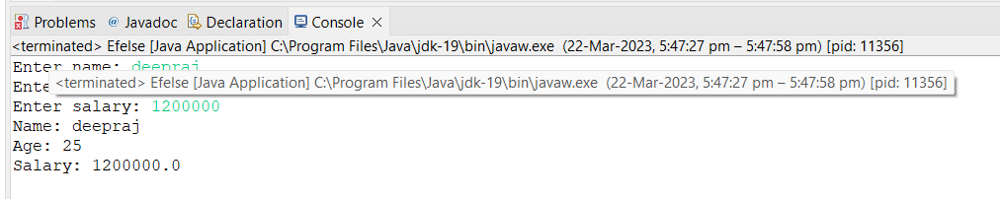 Problems @ Javadoc Declaration Console
<terminated> Efelse [Java Application] C:\Program Files\Java\jdk-19\bin\javaw.exe (22-Mar-2023, 5:47:27 pm – 5:47:58 pm) [pid: 11356]
Enter name: deepraj
<terminated> Efelse [Java Application] C:\Program Files\Java\jdk-19\bin\javaw.exe (22-Mar-2023, 5:47:27 pm – 5:47:58 pm) [pid: 11356]
Enter salary: 1200000
Name: deepraj
Age: 25
Salary: 1200000.0